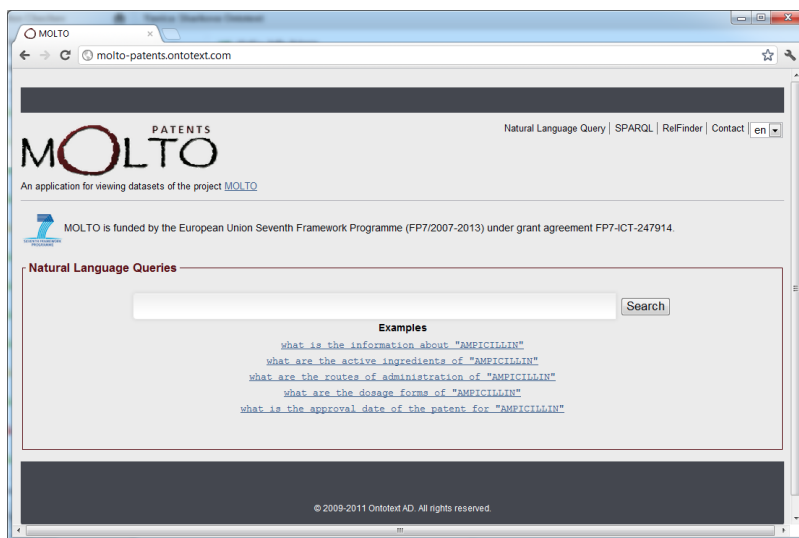 MOLTO
molto-patents.ontotext.com
PATENTS
MOLTO
Natural Language Query | SPARQL | RelFinder | Contact | en
An application for viewing datasets of the project MOLTO
7
SEVENTH FRAMEWORK
PROGRAMME
MOLTO is funded by the European Union Seventh Framework Programme (FP7/2007-2013) under grant agreement FP7-ICT-247914.
Natural Language Queries
Search
Examples
what is the information about "AMPICILLIN"
what are the active ingredients of "AMPICILLIN"
what are the routes of administration of "AMPICILLIN"
what are the dosage forms of "AMPICILLIN"
what is the approval date of the patent for "AMPICILLIN"
© 2009-2011 Ontotext AD. All rights reserved.